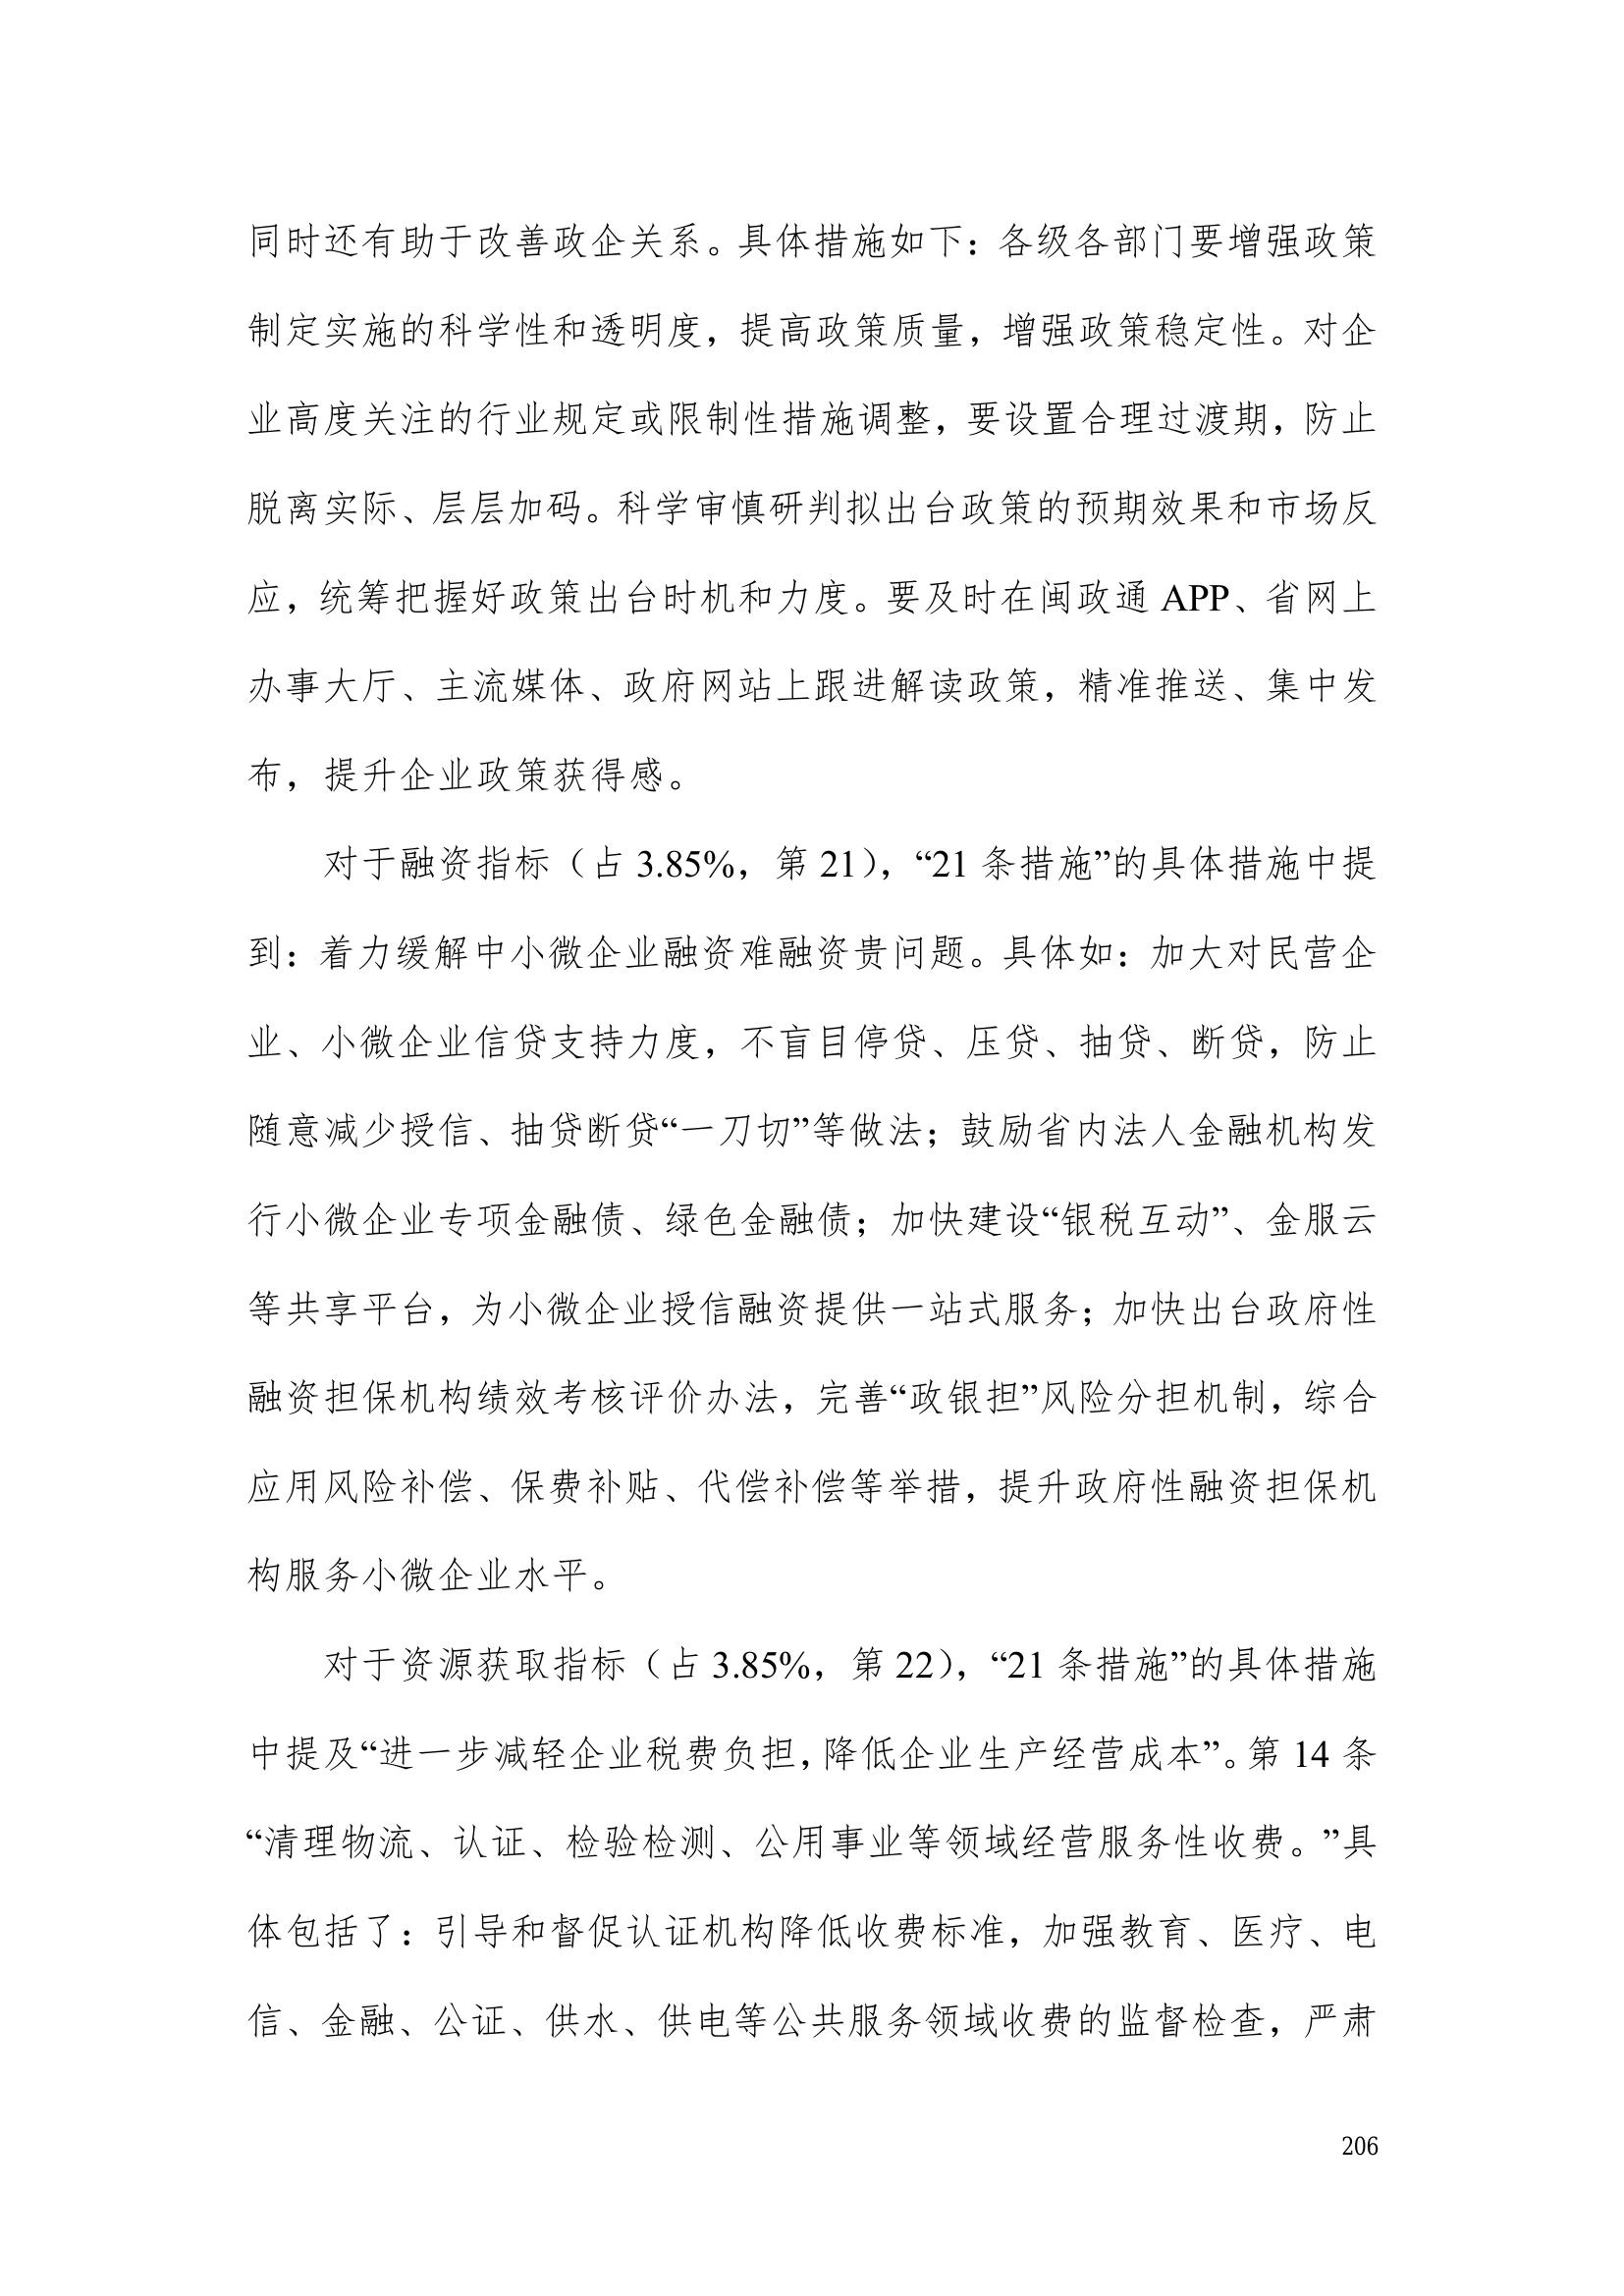 同时还有助于改善政企关系。具体措施如下：各级各部门要增强政策
制定实施的科学性和透明度，提高政策质量，增强政策稳定性。对企
业高度关注的行业规定或限制性措施调整，要设置合理过渡期，防止
脱离实际、层层加码。科学审慎研判拟出台政策的预期效果和市场反
应，统筹把握好政策出台时机和力度。要及时在闽政通 APP、省网上
办事大厅、主流媒体、政府网站上跟进解读政策，精准推送、集中发
布，提升企业政策获得感。
对于融资指标（占 3.85%，第 21），“21 条措施”的具体措施中提
到：着力缓解中小微企业融资难融资贵问题。具体如：加大对民营企
业、小微企业信贷支持力度，不盲目停贷、压贷、抽贷、断贷，防止
随意减少授信、抽贷断贷“一刀切”等做法；鼓励省内法人金融机构发
行小微企业专项金融债、绿色金融债；加快建设“银税互动”、金服云
等共享平台，为小微企业授信融资提供一站式服务；加快出台政府性
融资担保机构绩效考核评价办法，完善“政银担”风险分担机制，综合
应用风险补偿、保费补贴、代偿补偿等举措，提升政府性融资担保机
构服务小微企业水平。
对于资源获取指标（占 3.85%，第 22），“21 条措施”的具体措施
中提及“进一步减轻企业税费负担，降低企业生产经营成本”。第 14 条
“清理物流、认证、检验检测、公用事业等领域经营服务性收费。”具
体包括了：引导和督促认证机构降低收费标准，加强教育、医疗、电
信、金融、公证、供水、供电等公共服务领域收费的监督检查，严肃
206